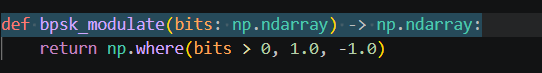 def bpsk_modulate(bits: np.ndarray) -> np.ndarray:
    return np.where(bits > 0, 1.0, -1.0)